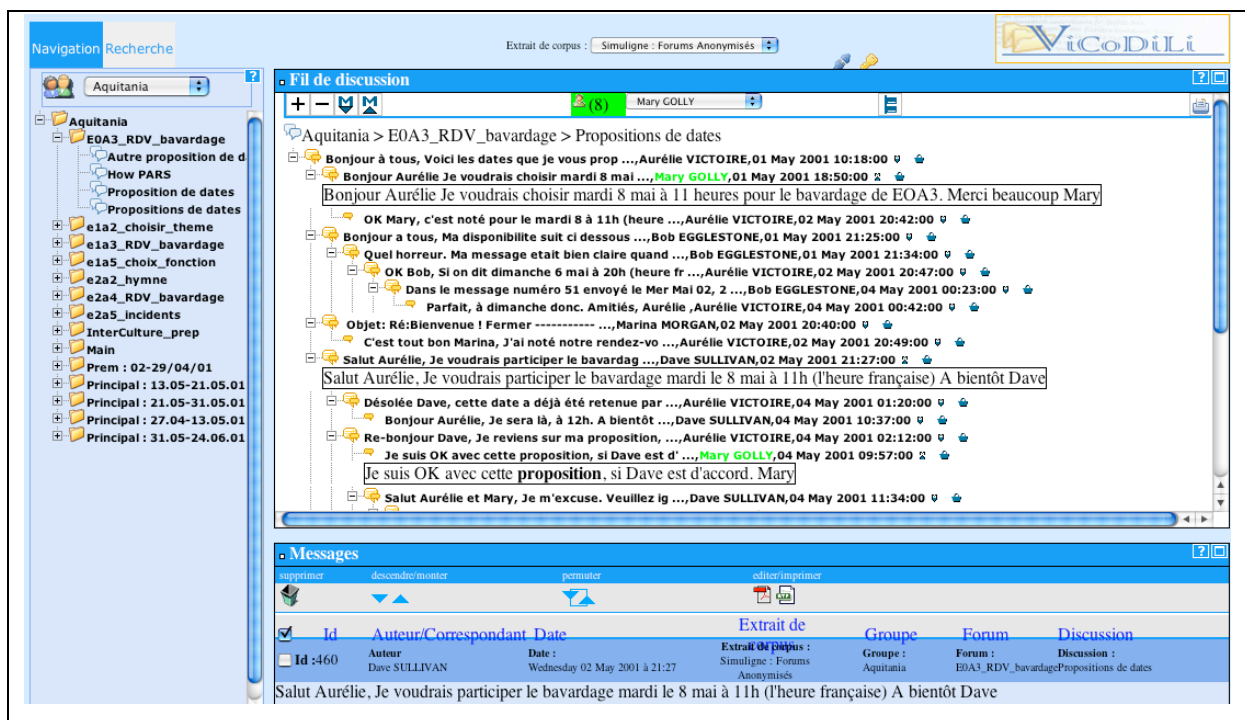 Navigation Recherche
Extrait de corpus : Simuligne : Forums Anonymisés
ViCoDiLi
Aquitania
?
Aquitania
E0A3_RDV_bavardage
Autre proposition de d
How PARS
Proposition de dates
Propositions de dates
e1a2_choisir_theme
e1a3_RDV_bavardage
e1a5_choix_fonction
e2a2_hymne
e2a4_RDV_bavardage
e2a5_incidents
InterCulture_prep
Main
Prem : 02-29/04/01
Principal : 13.05-21.05.01
Principal : 21.05-31.05.01
Principal : 27.04-13.05.01
Principal : 31.05-24.06.01
Fil de discussion ?
(8) Mary GOLLY
Aquitania > E0A3_RDV_bavardage > Propositions de dates
Bonjour à tous, Voici les dates que je vous prop ...,Aurélie VICTOIRE,01 May 2001 10:18:00
Bonjour Aurélie Je voudrais choisir mardi 8 mai ...,Mary GOLLY,01 May 2001 18:50:00
Bonjour Aurélie Je voudrais choisir mardi 8 mai à 11 heures pour le bavardage de EOA3. Merci beaucoup Mary
OK Mary, c'est noté pour le mardi 8 à 11h (heure ...,Aurélie VICTOIRE,02 May 2001 20:42:00
Bonjour a tous, Ma disponibilite suit ci dessous ...,Bob EGGLESTONE,01 May 2001 21:25:00
Quel horreur. Ma message etait bien claire quand ...,Bob EGGLESTONE,01 May 2001 21:34:00
OK Bob, Si on dit dimanche 6 mai à 20h (heure fr ...,Aurélie VICTOIRE,02 May 2001 20:47:00
Dans le message numéro 51 envoyé le Mer Mai 02, 2 ...,Bob EGGLESTONE,04 May 2001 00:23:00
Parfait, à dimanche donc. Amitiés, Aurélie ,Aurélie VICTOIRE,04 May 2001 00:42:00
Objet: Ré:Bienvenue ! Fermer ----------- ...,Marina MORGAN,02 May 2001 20:40:00
C'est tout bon Marina, J'ai noté notre rendez-vo ...,Aurélie VICTOIRE,02 May 2001 20:49:00
Salut Aurélie, Je voudrais participer le bavardag ...,Dave SULLIVAN,02 May 2001 21:27:00
Salut Aurélie, Je voudrais participer le bavardage mardi le 8 mai à 11h (l'heure française) A bientôt Dave
Désolée Dave, cette date a déjà été retenue par ...,Aurélie VICTOIRE,04 May 2001 01:20:00
Bonjour Aurélie, Je sera là, à 12h. A bientôt ...,Dave SULLIVAN,04 May 2001 10:37:00
Re-bonjour Dave, Je reviens sur ma proposition, ...,Aurélie VICTOIRE,04 May 2001 02:12:00
Je suis OK avec cette proposition, si Dave est d' ...,Mary GOLLY,04 May 2001 09:57:00
Je suis OK avec cette proposition, si Dave est d'accord. Mary
Salut Aurélie et Mary, Je m'excuse. Veuillez ig ...,Dave SULLIVAN,04 May 2001 11:34:00
Messages ?
supprimer descendre/monter permuter editer/imprimer
Id Auteur/Correspondant Date Extrait de corpus Groupe Forum Discussion
Id :460 Auteur Date : Extrait de corpus : Groupe : Forum : Discussion :
Dave SULLIVAN Wednesday 02 May 2001 à 21:27 Simuligne : Forums Anonymisés Aquitania E0A3_RDV_bavardage Propositions de dates
Salut Aurélie, Je voudrais participer le bavardage mardi le 8 mai à 11h (l'heure française) A bientôt Dave